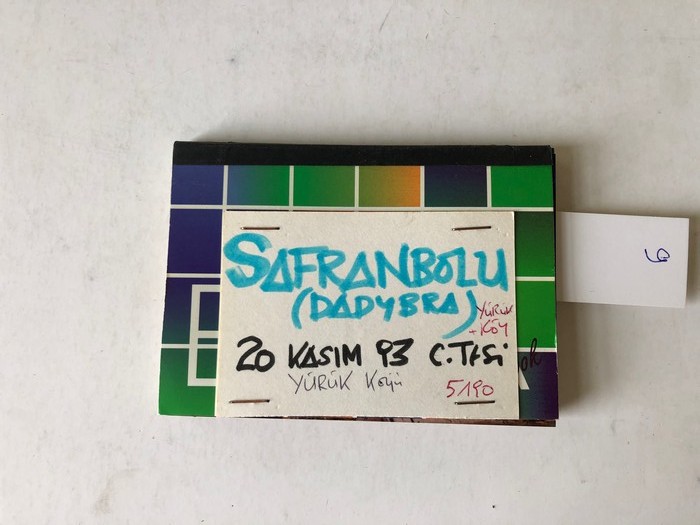 SAFRANBOLU
(DADYBRA)
YÜRÜK
+ KÖY
20 KASIM 93 C.TESİ
YÜRÜK Köyü
5/190
6